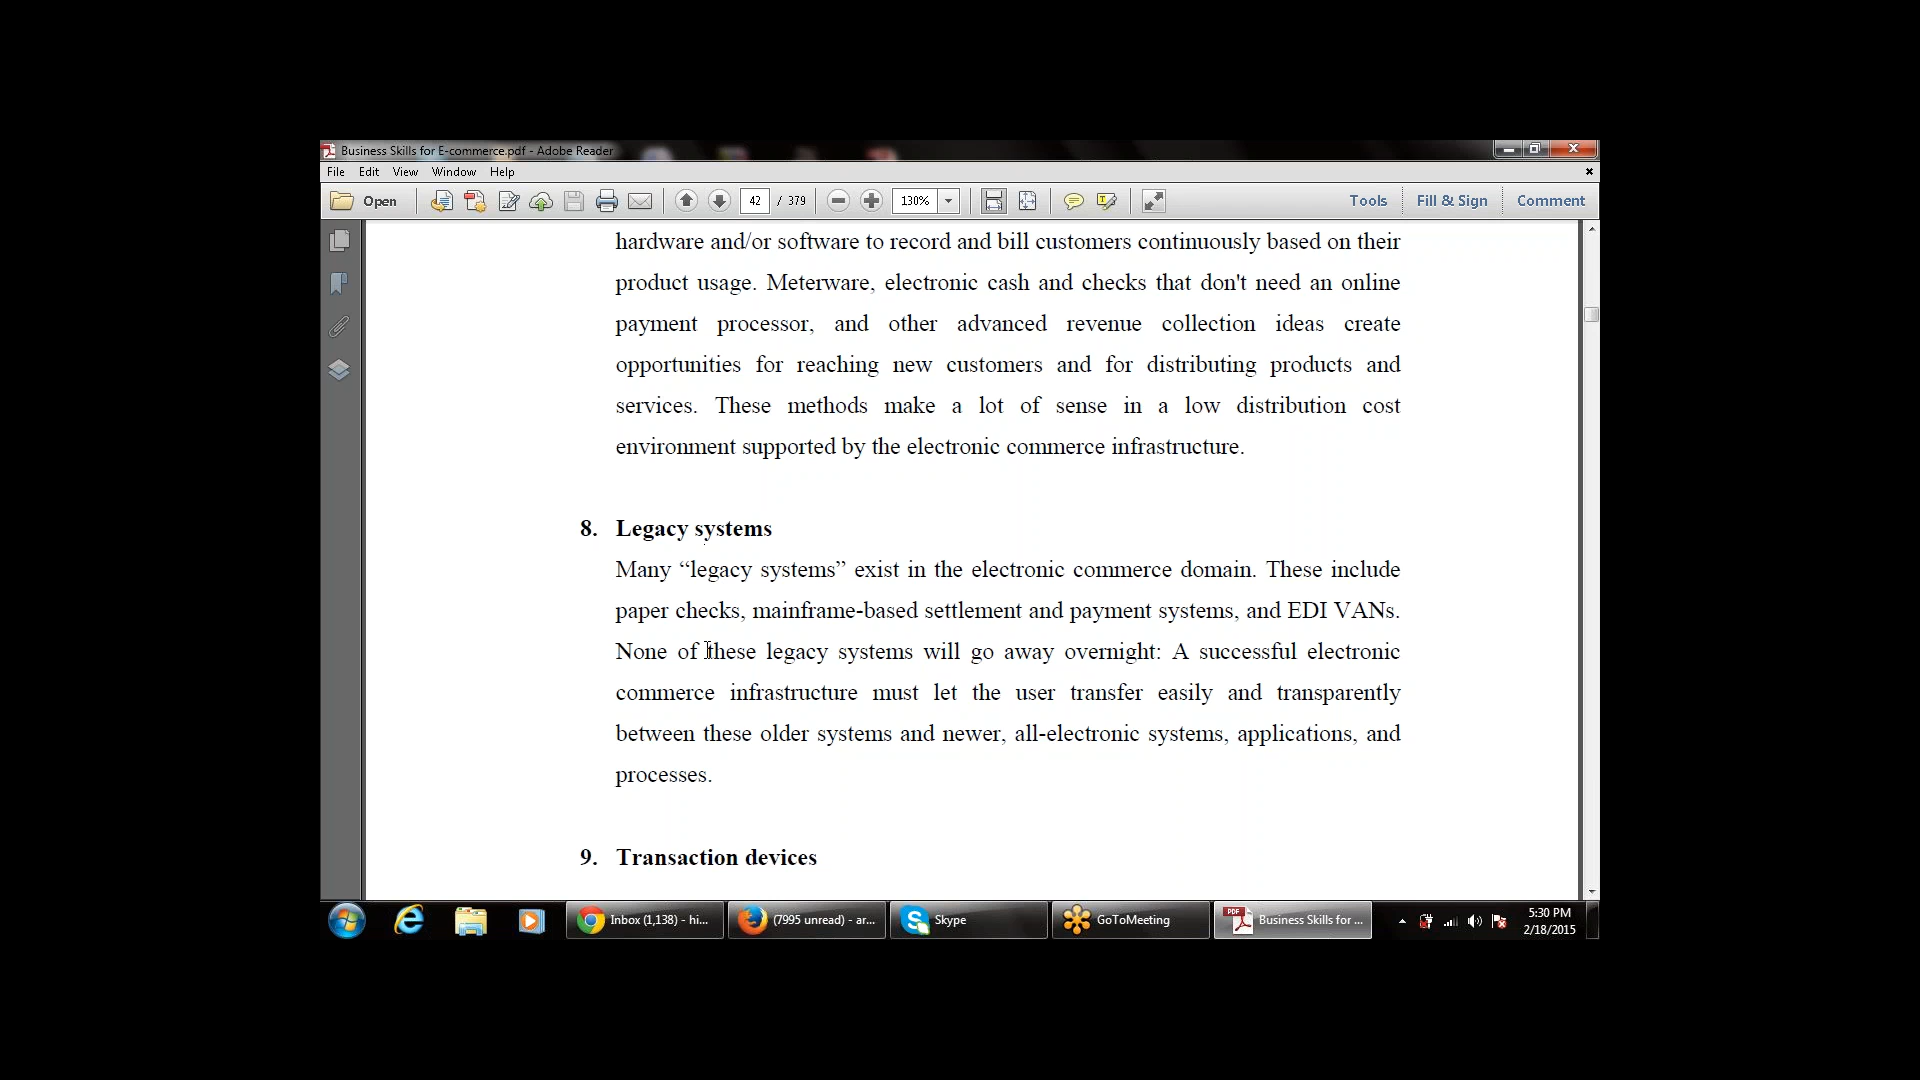 Business Skills for E-commerce.pdf - Adobe Reader
File Edit View Window Help
Open 42 / 379 130% Tools Fill & Sign Comment
hardware and/or software to record and bill customers continuously based on their
product usage. Meterware, electronic cash and checks that don't need an online
payment processor, and other advanced revenue collection ideas create
opportunities for reaching new customers and for distributing products and
services. These methods make a lot of sense in a low distribution cost
environment supported by the electronic commerce infrastructure.
8. Legacy systems
Many “legacy systems” exist in the electronic commerce domain. These include
paper checks, mainframe-based settlement and payment systems, and EDI VANs.
None of these legacy systems will go away overnight: A successful electronic
commerce infrastructure must let the user transfer easily and transparently
between these older systems and newer, all-electronic systems, applications, and
processes.
9. Transaction devices
Inbox (1,138) - hi... (7995 unread) - ar... Skype GoToMeeting PDF Business Skills for ... 5:30 PM
2/18/2015